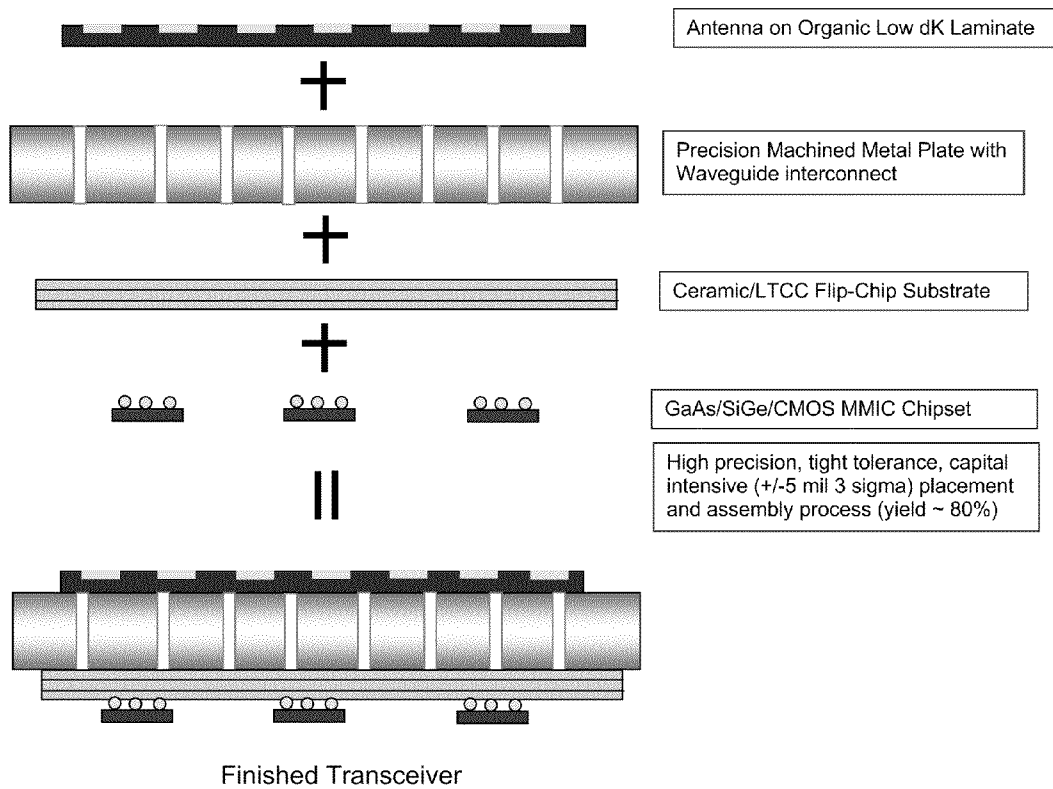 Antenna on Organic Low dK Laminate
Precision Machined Metal Plate with
Waveguide interconnect
Ceramic/LTCC Flip-Chip Substrate
GaAs/SiGe/CMOS MMIC Chipset
High precision, tight tolerance, capital
intensive (+/-5 mil 3 sigma) placement
and assembly process (yield ~ 80%)
Finished Transceiver